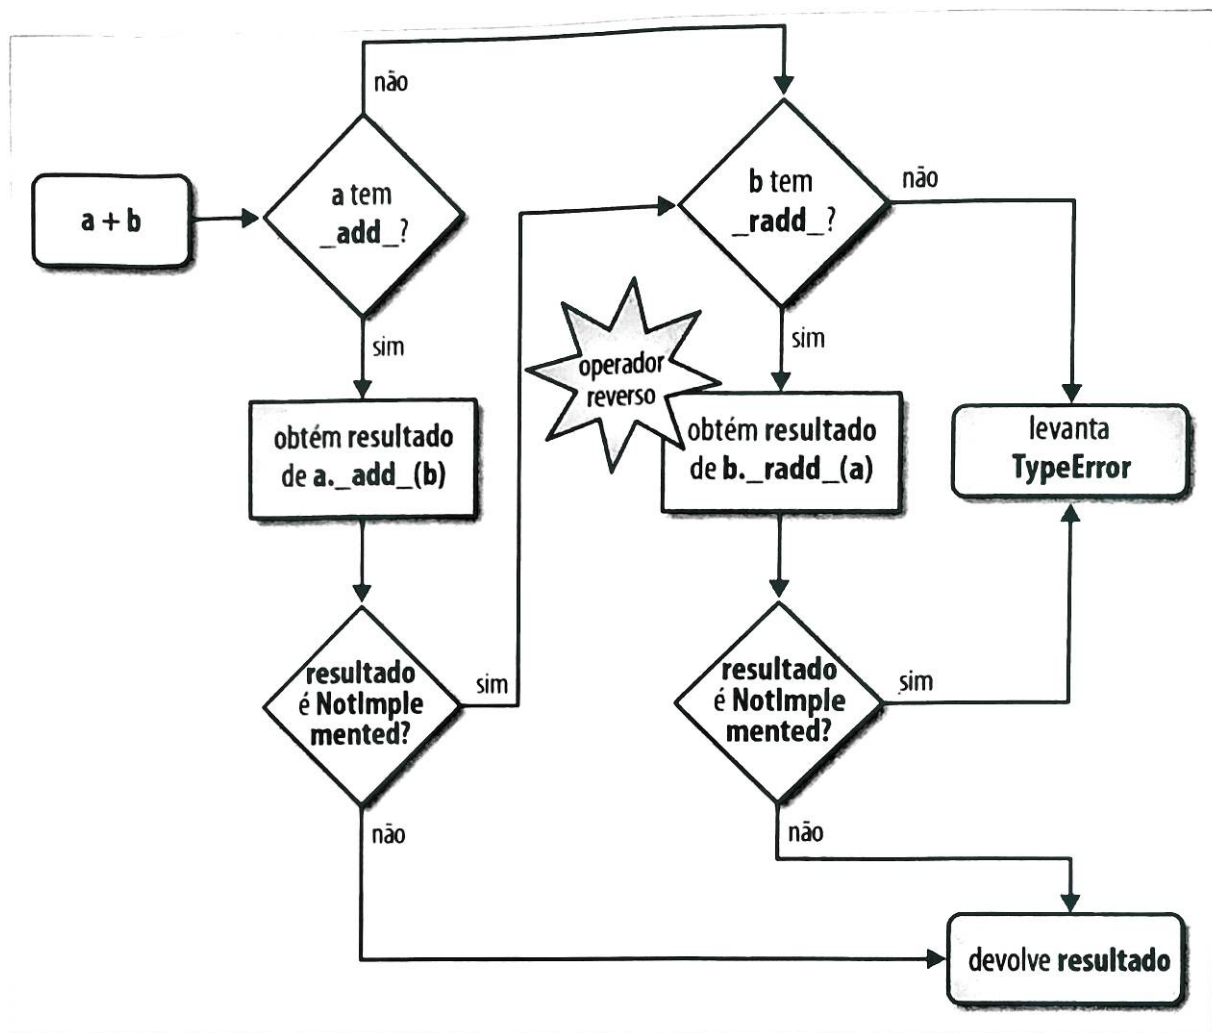 não
a + b
a tem
_add_?
b tem
_radd_?
não
sim
sim
operador
reverso
obtém resultado
de a._add_(b)
obtém resultado
de b._radd_(a)
levanta
TypeError
resultado
é NotImple
mented?
sim
resultado
é NotImple
mented?
sim
não
não
devolve resultado